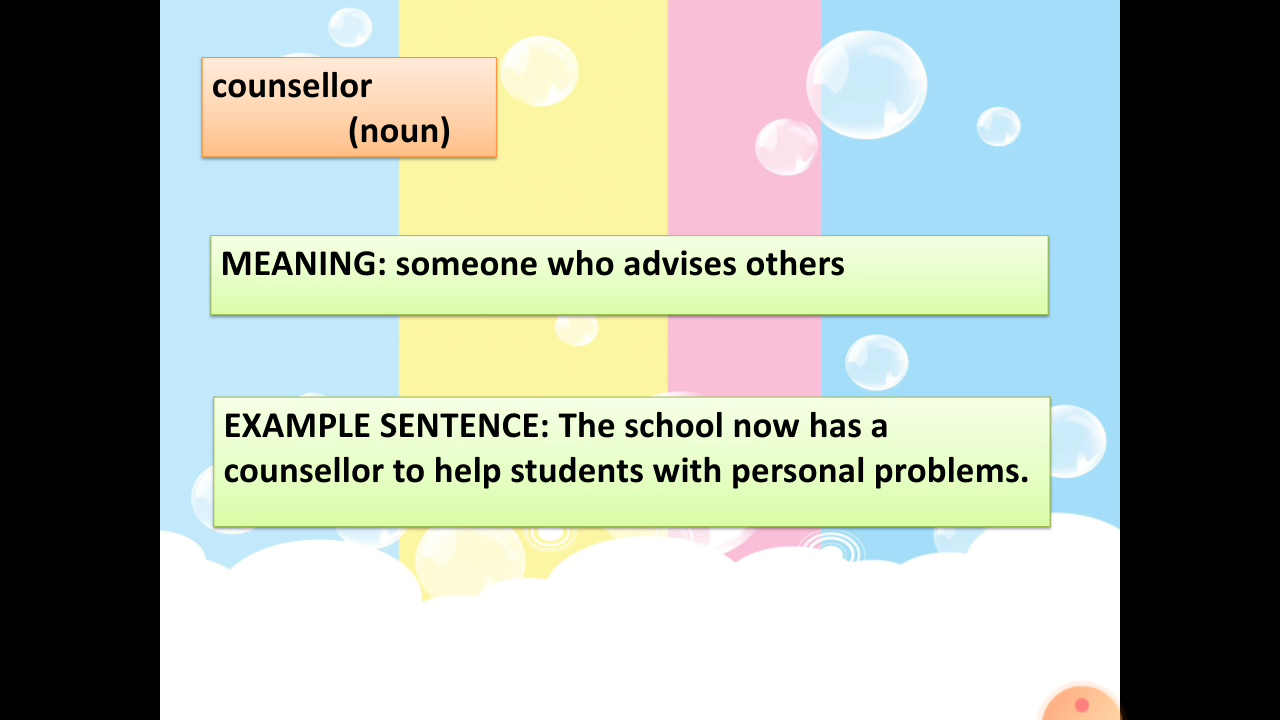 counsellor
(noun)
MEANING: someone who advises others
EXAMPLE SENTENCE: The school now has a
counsellor to help students with personal problems.